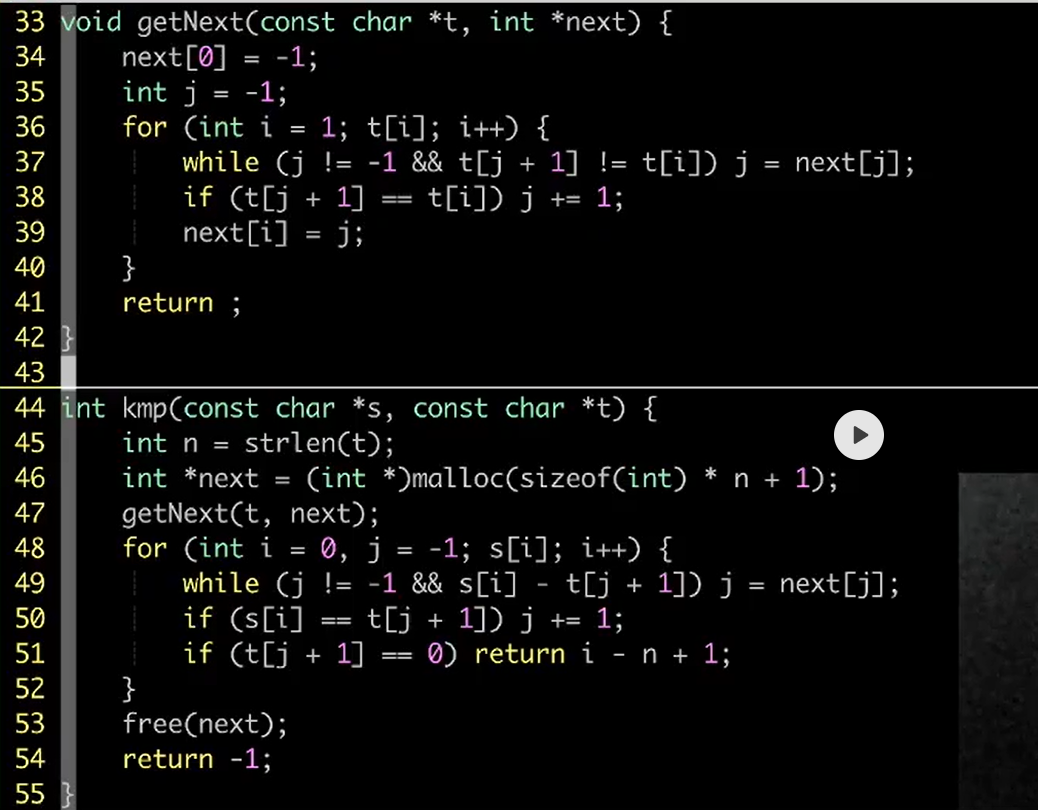 33 void getNext(const char *t, int *next) {
34     next[0] = -1;
35     int j = -1;
36     for (int i = 1; t[i]; i++) {
37         while (j != -1 && t[j + 1] != t[i]) j = next[j];
38         if (t[j + 1] == t[i]) j += 1;
39         next[i] = j;
40     }
41     return ;
42 }
43
44 int kmp(const char *s, const char *t) {
45     int n = strlen(t);
46     int *next = (int *)malloc(sizeof(int) * n + 1);
47     getNext(t, next);
48     for (int i = 0, j = -1; s[i]; i++) {
49         while (j != -1 && s[i] - t[j + 1]) j = next[j];
50         if (s[i] == t[j + 1]) j += 1;
51         if (t[j + 1] == 0) return i - n + 1;
52     }
53     free(next);
54     return -1;
55 }